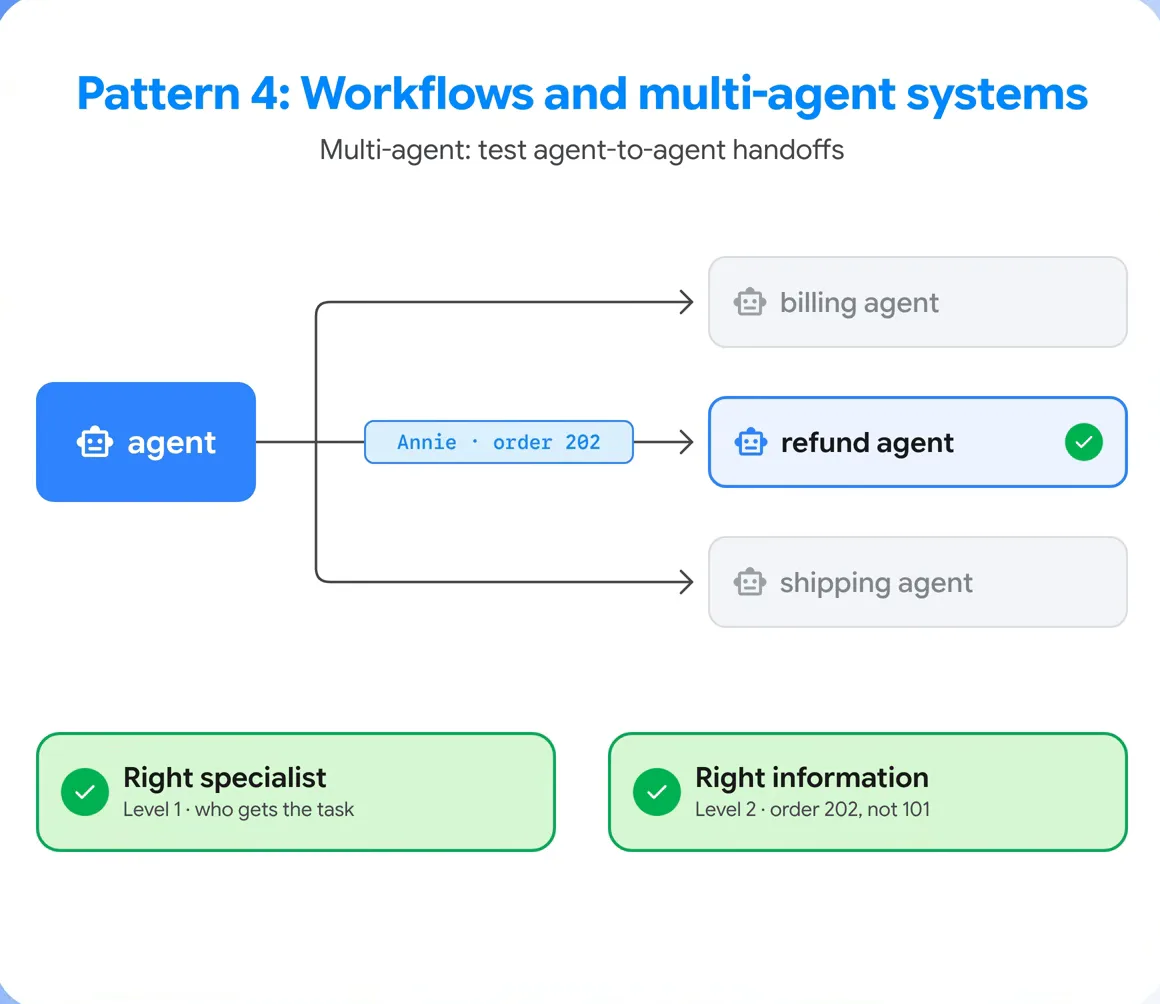 Pattern 4: Workflows and multi-agent systems
Multi-agent: test agent-to-agent handoffs
billing agent
agent
Annie · order 202
refund agent
shipping agent
Right specialist
Level 1 · who gets the task
Right information
Level 2 · order 202, not 101